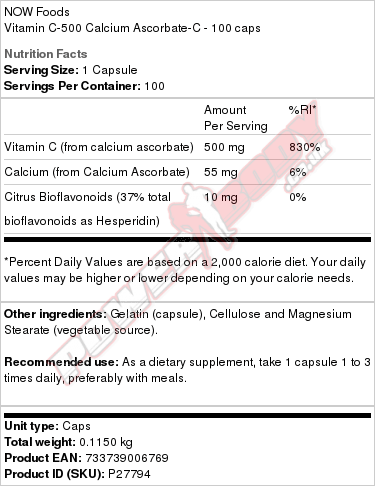 NOW Foods
Vitamin C-500 Calcium Ascorbate-C - 100 caps
Nutrition Facts
Serving Size: 1 Capsule
Servings Per Container: 100
Amount Per Serving %RI*
Vitamin C (from calcium ascorbate) 500 mg 830%
Calcium (from Calcium Ascorbate) 55 mg 6%
Citrus Bioflavonoids (37% total 10 mg 0%
bioflavonoids as Hesperidin)
*Percent Daily Values are based on a 2,000 calorie diet. Your daily
values may be higher or lower depending on your calorie needs.
Other ingredients: Gelatin (capsule), Cellulose and Magnesium
Stearate (vegetable source).
Recommended use: As a dietary supplement, take 1 capsule 1 to 3
times daily, preferably with meals.
Unit type: Caps
Total weight: 0.1150 kg
Product EAN: 733739006769
Product ID (SKU): P27794